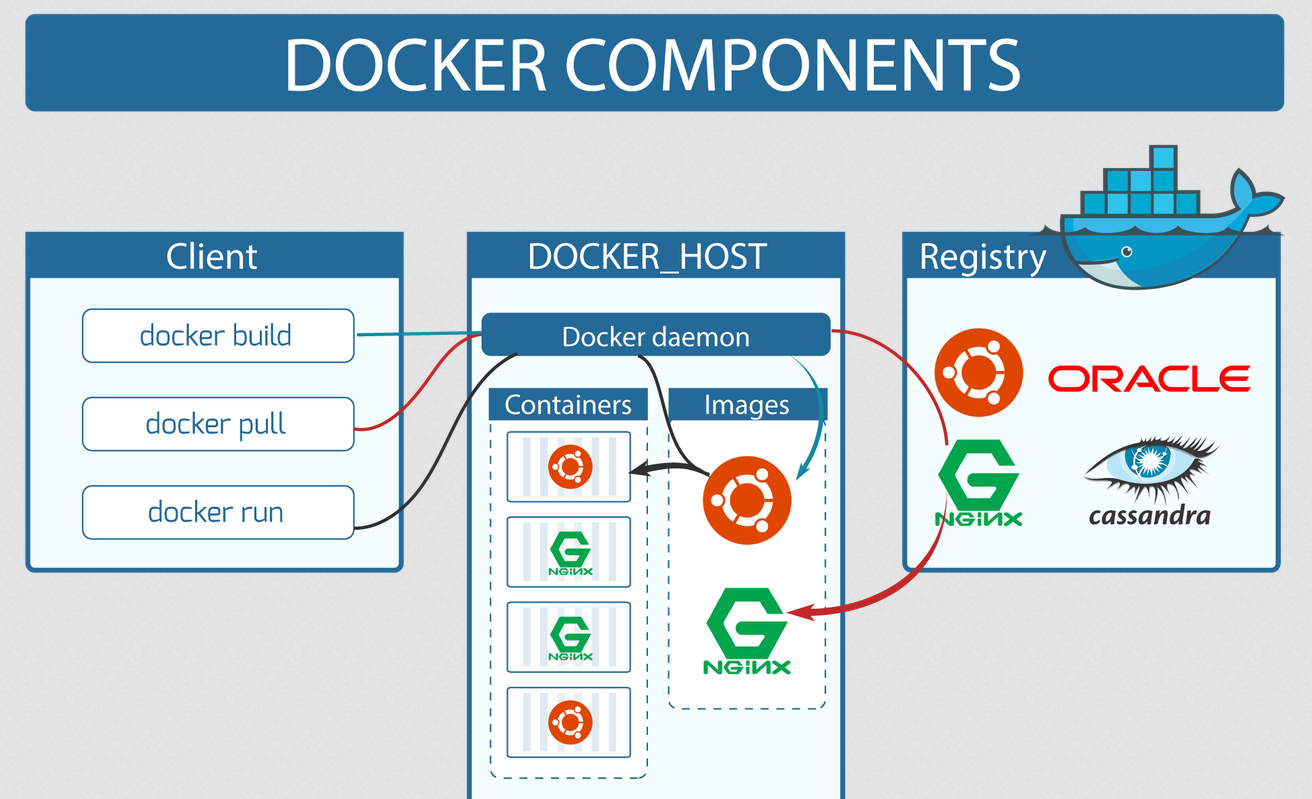 DOCKER COMPONENTS
Client
docker build
docker pull
docker run
DOCKER_HOST
Docker daemon
Containers
NGiNX
NGiNX
Images
NGiNX
Registry
ORACLE
NGiNX
cassandra